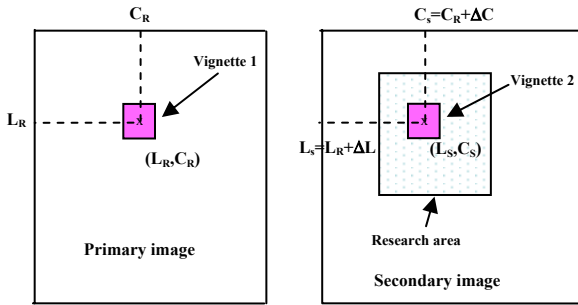 C_R
Vignette 1
L_R
x
(L_R,C_R)
Primary image
C_s=C_R+ΔC
Vignette 2
x
L_s=L_R+ΔL
(L_S,C_S)
Research area
Secondary image